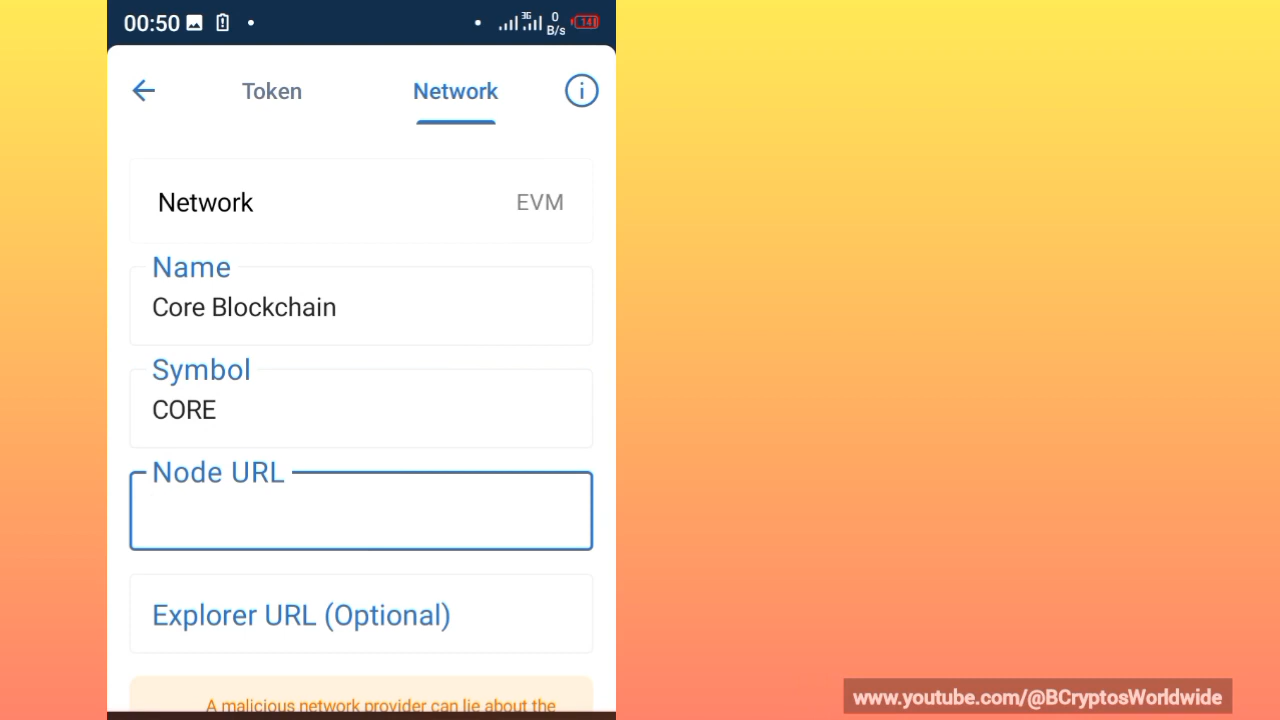 00:50
0
3G
B/s
14
Token
Network
Network
EVM
Name
Core Blockchain
Symbol
CORE
Node URL
Explorer URL (Optional)
A malicious network provider can lie about the
www.youtube.com/@BCryptosWorldwide